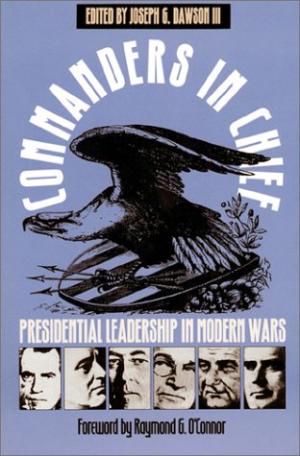 EDITED BY JOSEPH G. DAWSON III
COMMANDERS IN CHIEF
PRESIDENTIAL LEADERSHIP IN MODERN WARS
Foreword by Raymond G. O'Connor